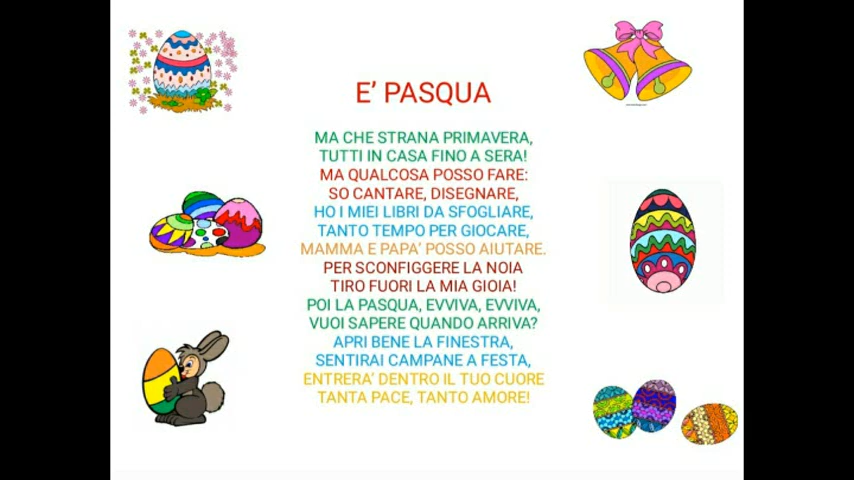 E' PASQUA
MA CHE STRANA PRIMAVERA,
TUTTI IN CASA FINO A SERA!
MA QUALCOSA POSSO FARE:
SO CANTARE, DISEGNARE,
HO I MIEI LIBRI DA SFOGLIARE,
TANTO TEMPO PER GIOCARE,
MAMMA E PAPA' POSSO AIUTARE.
PER SCONFIGGERE LA NOIA
TIRO FUORI LA MIA GIOIA!
POI LA PASQUA, EVVIVA, EVVIVA,
VUOI SAPERE QUANDO ARRIVA?
APRI BENE LA FINESTRA,
SENTIRAI CAMPANE A FESTA,
ENTRERA' DENTRO IL TUO CUORE
TANTA PACE, TANTO AMORE!